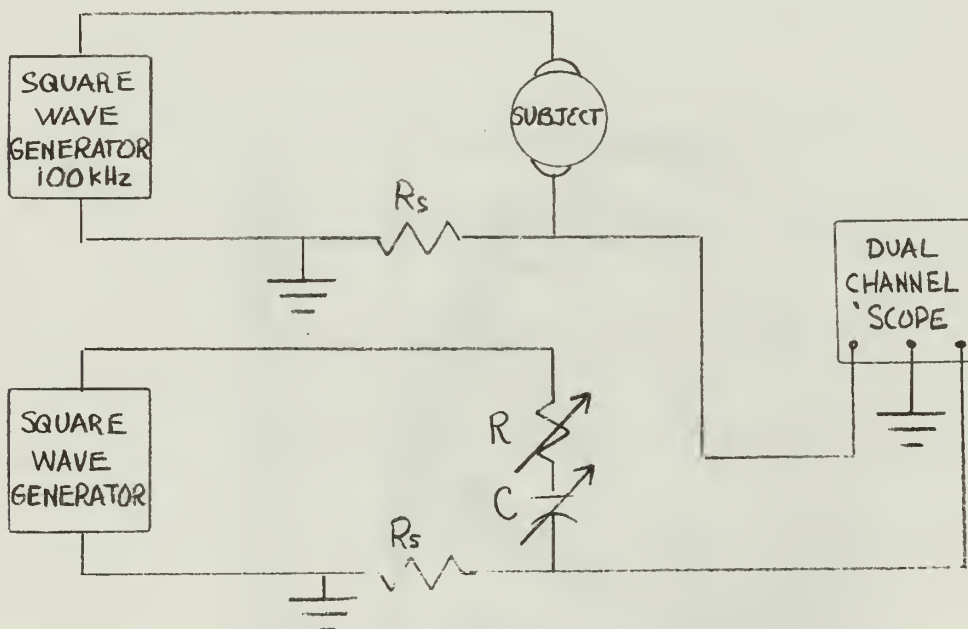 SQUARE
WAVE
GENERATOR
100 kHz
SUBJECT
Rs
DUAL
CHANNEL
'SCOPE
SQUARE
WAVE
GENERATOR
R
C
Rs